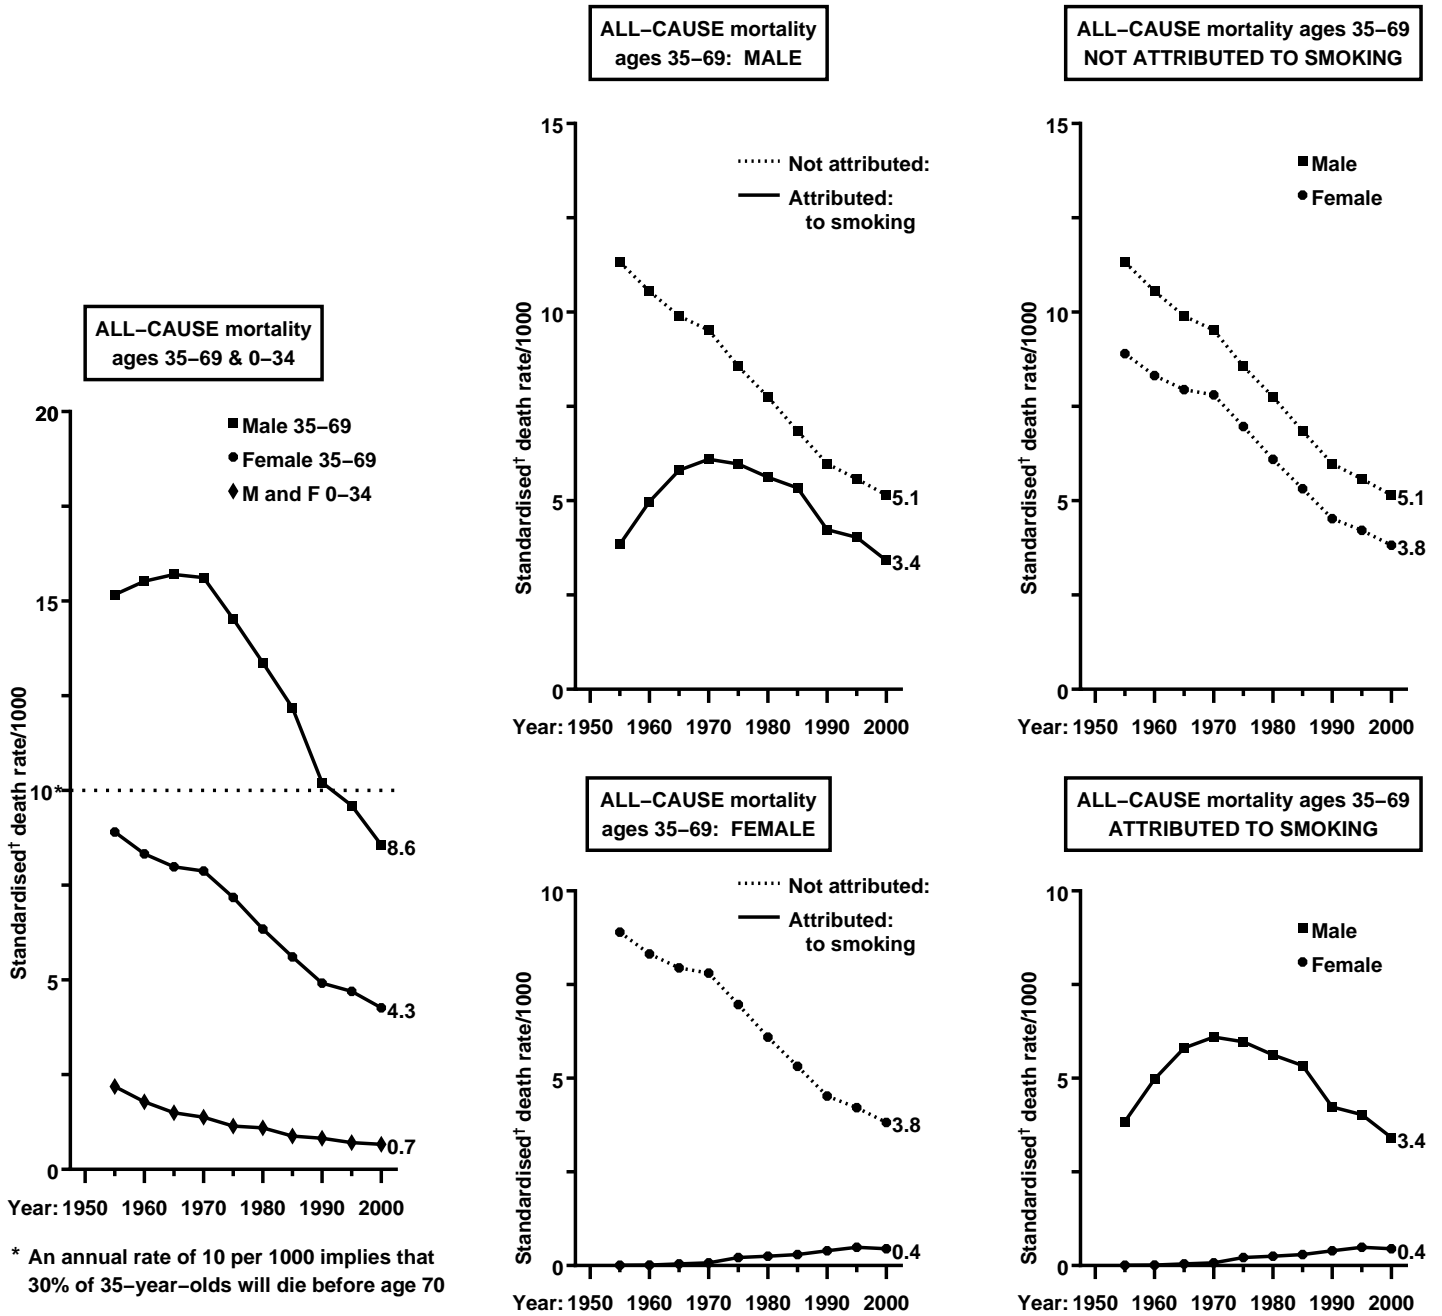 ALL–CAUSE mortality
ages 35–69 & 0–34
20
15
10*
5
0
Standardised† death rate/1000
Male 35–69
Female 35–69
M and F 0–34
8.6
4.3
0.7
Year: 1950 1960 1970 1980 1990 2000
* An annual rate of 10 per 1000 implies that
30% of 35–year–olds will die before age 70
ALL–CAUSE mortality
ages 35–69: MALE
15
10
5
0
Standardised† death rate/1000
Not attributed:
Attributed:
to smoking
5.1
3.4
Year: 1950 1960 1970 1980 1990 2000
ALL–CAUSE mortality ages 35–69
NOT ATTRIBUTED TO SMOKING
15
10
5
0
Standardised† death rate/1000
Male
Female
5.1
3.8
Year: 1950 1960 1970 1980 1990 2000
ALL–CAUSE mortality
ages 35–69: FEMALE
10
5
0
Standardised† death rate/1000
Not attributed:
Attributed:
to smoking
3.8
0.4
Year: 1950 1960 1970 1980 1990 2000
ALL–CAUSE mortality ages 35–69
ATTRIBUTED TO SMOKING
10
5
0
Standardised† death rate/1000
Male
Female
3.4
0.4
Year: 1950 1960 1970 1980 1990 2000